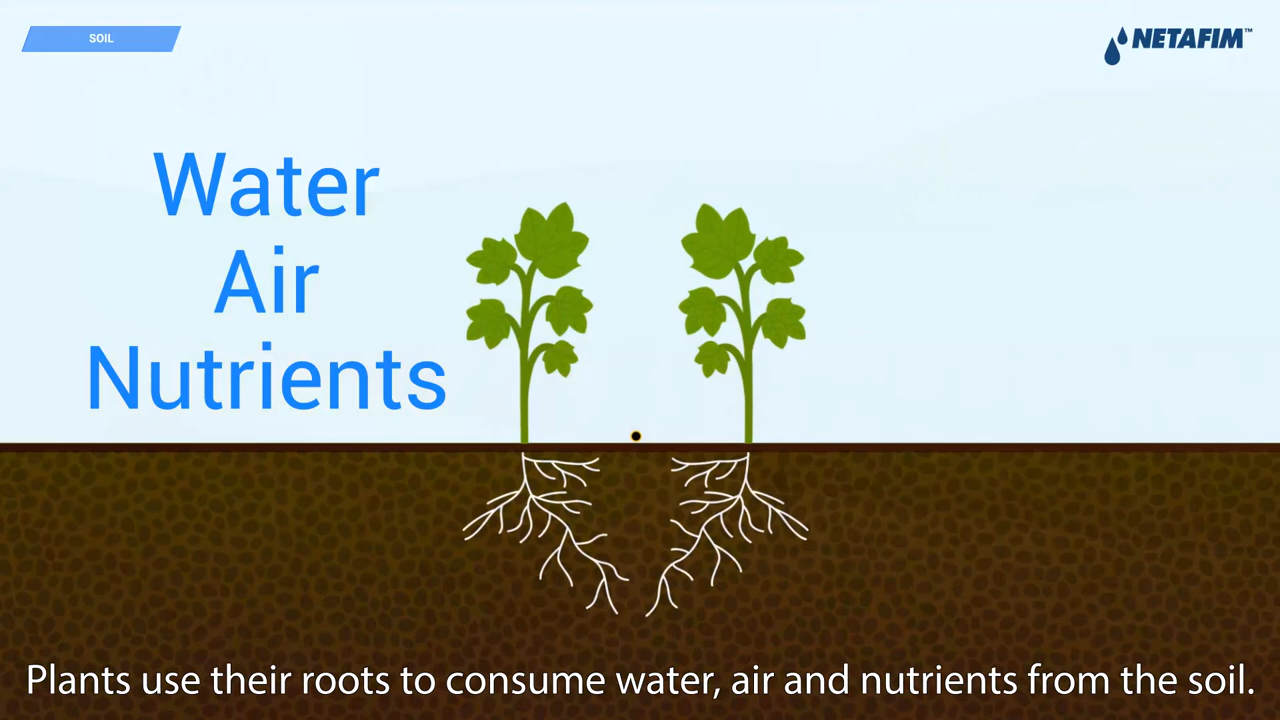 SOIL
NETAFIM™
Water
Air
Nutrients
Plants use their roots to consume water, air and nutrients from the soil.